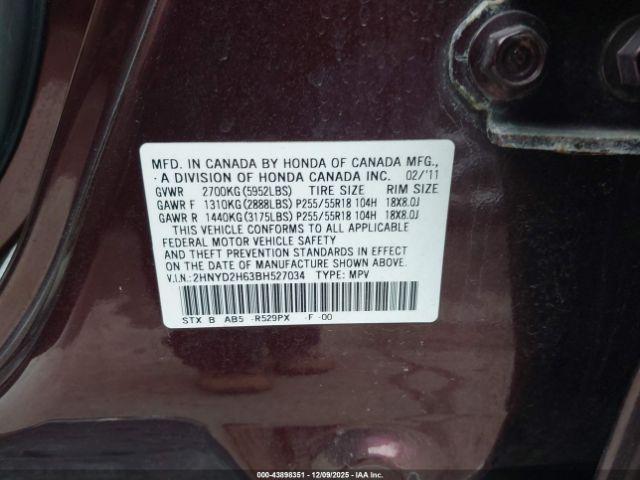 MFD. IN CANADA BY HONDA OF CANADA MFG.,
A DIVISION OF HONDA CANADA INC. 02/'11
GVWR 2700KG(5952LBS) TIRE SIZE RIM SIZE
GAWR F 1310KG(2888LBS) P255/55R18 104H 18X8.0J
GAWR R 1440KG(3175LBS) P255/55R18 104H 18X8.0J
THIS VEHICLE CONFORMS TO ALL APPLICABLE
FEDERAL MOTOR VEHICLE SAFETY
AND THEFT PREVENTION STANDARDS IN EFFECT
ON THE DATE OF MANUFACTURE SHOWN ABOVE.
V.I.N.: 2HNYD2H63BH527034 TYPE: MPV
STX B AB5 -R529PX -F -00
000-43898351 - 12/09/2025 - IAA Inc.